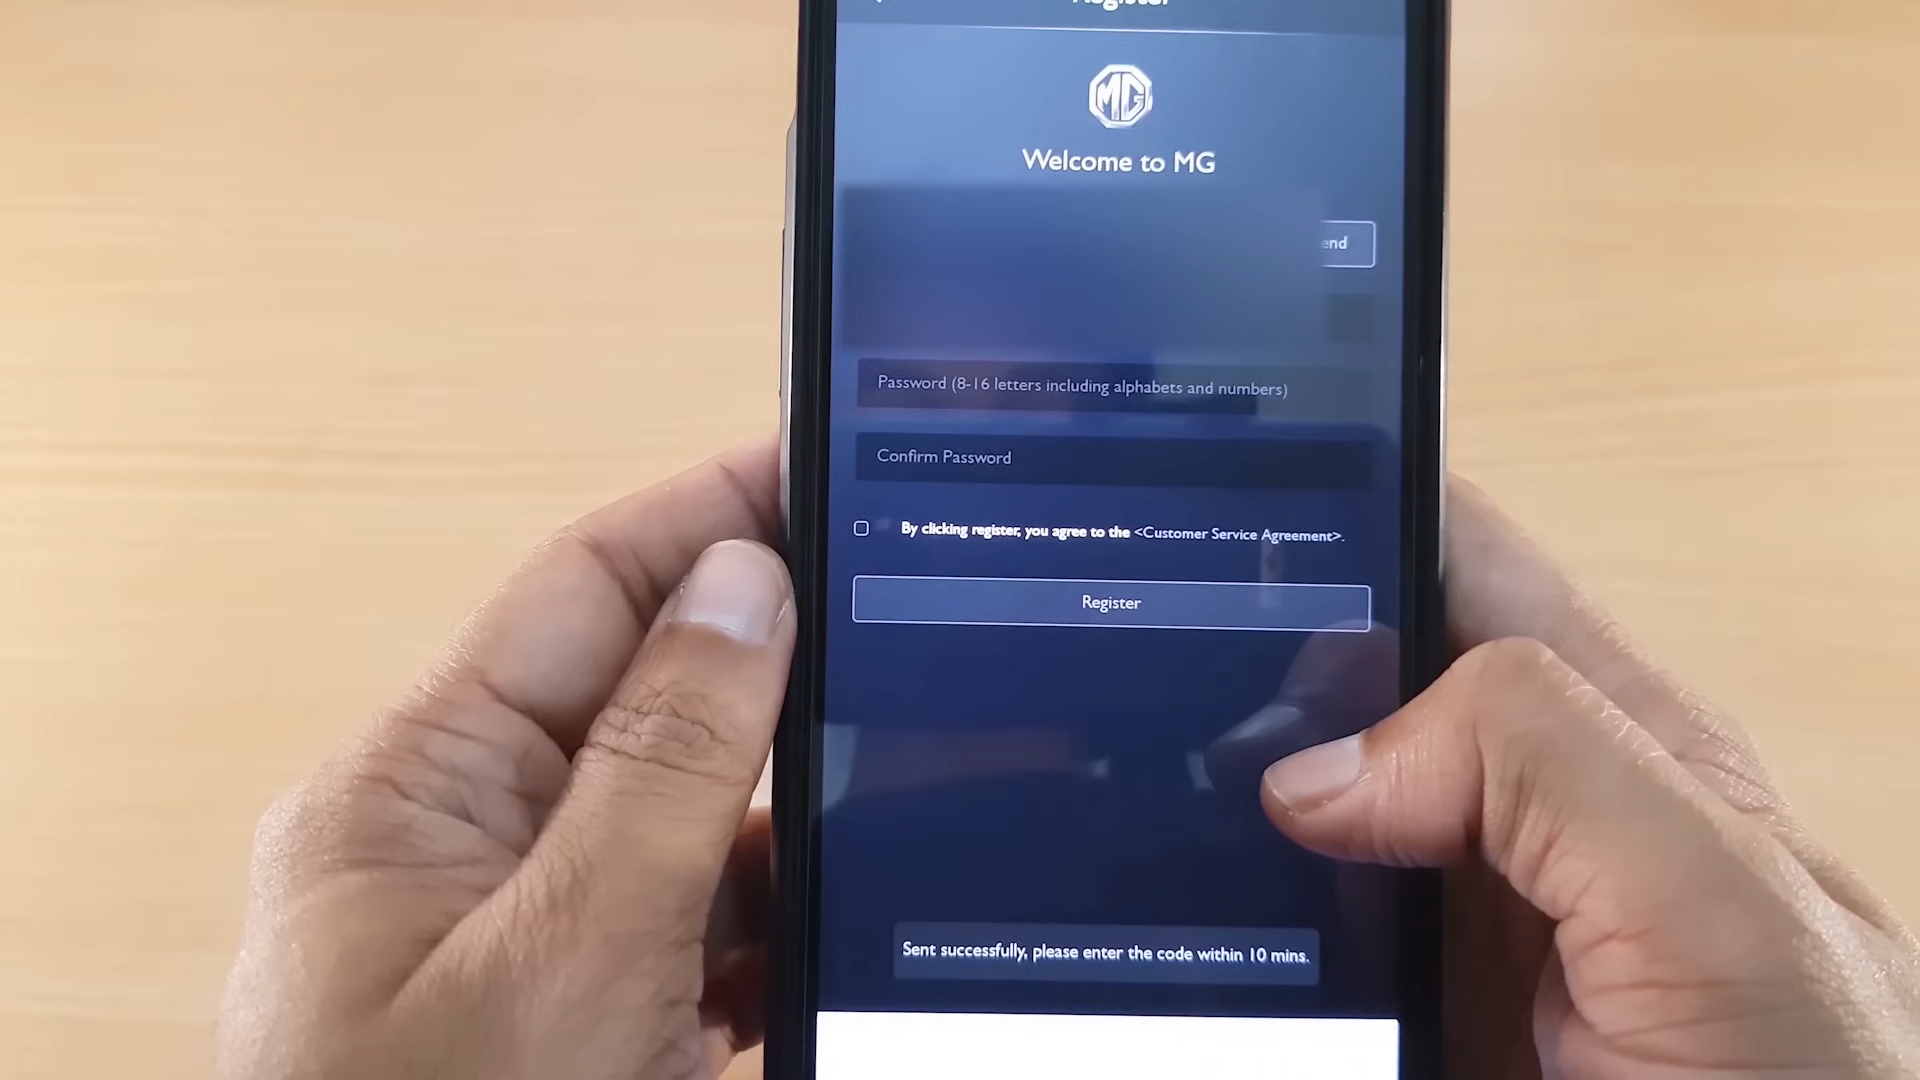 Register
MG
Welcome to MG
end
Password (8-16 letters including alphabets and numbers)
Confirm Password
By clicking register, you agree to the <Customer Service Agreement>.
Register
Sent successfully, please enter the code within 10 mins.